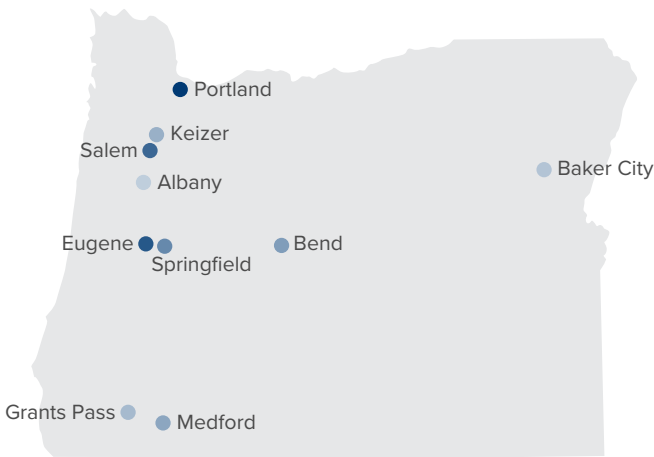 Portland
Keizer
Salem
Baker City
Albany
Eugene
Bend
Springfield
Grants Pass
Medford